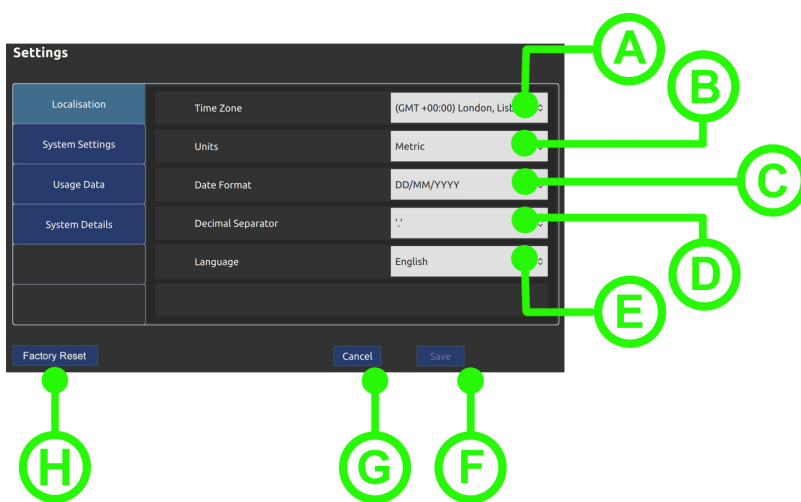 Settings
A
Localisation
Time Zone
(GMT +00:00) London, Lis
B
System Settings
Units
Metric
Usage Data
Date Format
DD/MM/YYYY
C
System Details
Decimal Separator
'.'
D
Language
English
E
Factory Reset
Cancel
Save
H
G
F